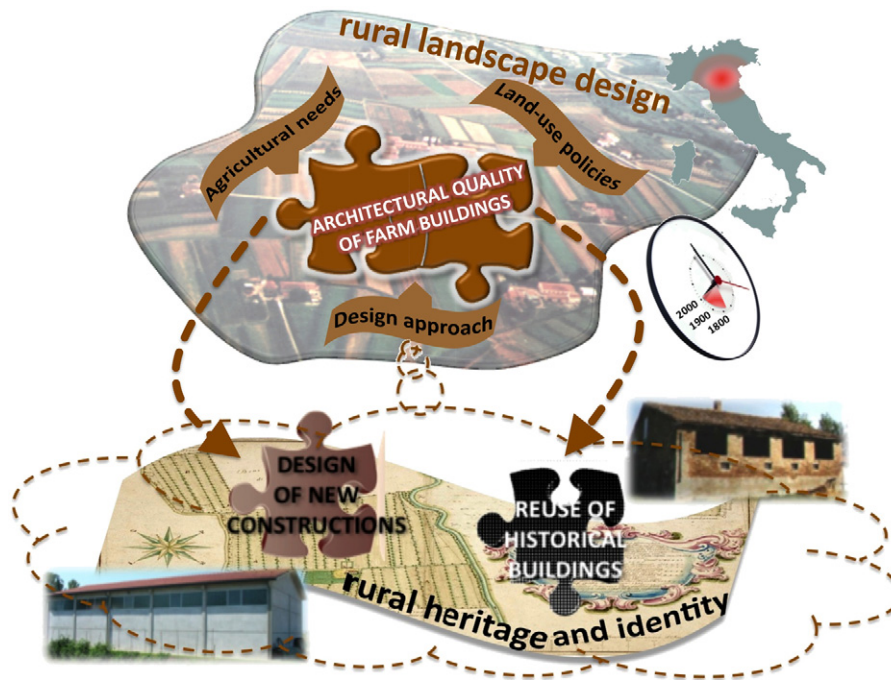 rural landscape design
Agricultural needs
Land-use policies
ARCHITECTURAL QUALITY
OF FARM BUILDINGS
Design approach
2000
1900
1800
DESIGN
OF NEW
CONSTRUCTIONS
REUSE OF
HISTORICAL
BUILDINGS
rural heritage and identity